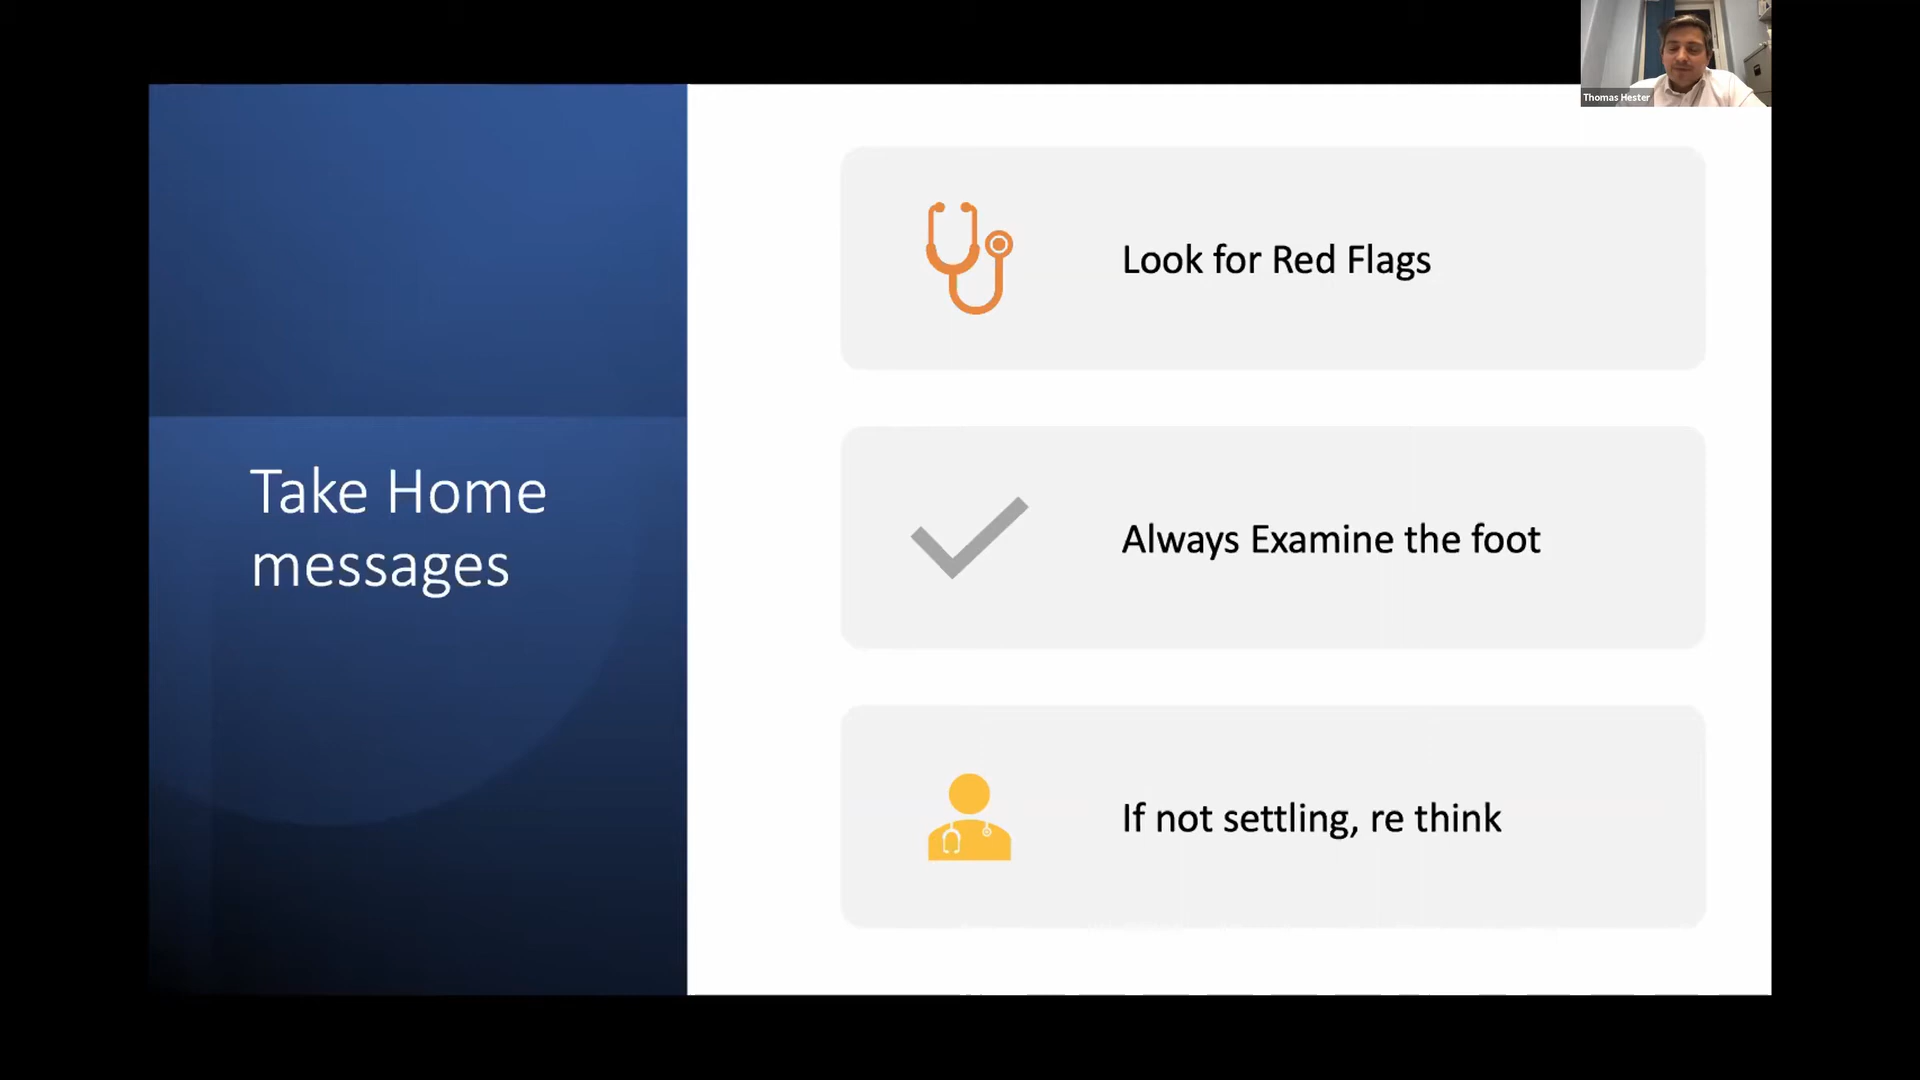 Thomas Hester
Take Home
messages
Look for Red Flags
Always Examine the foot
If not settling, re think